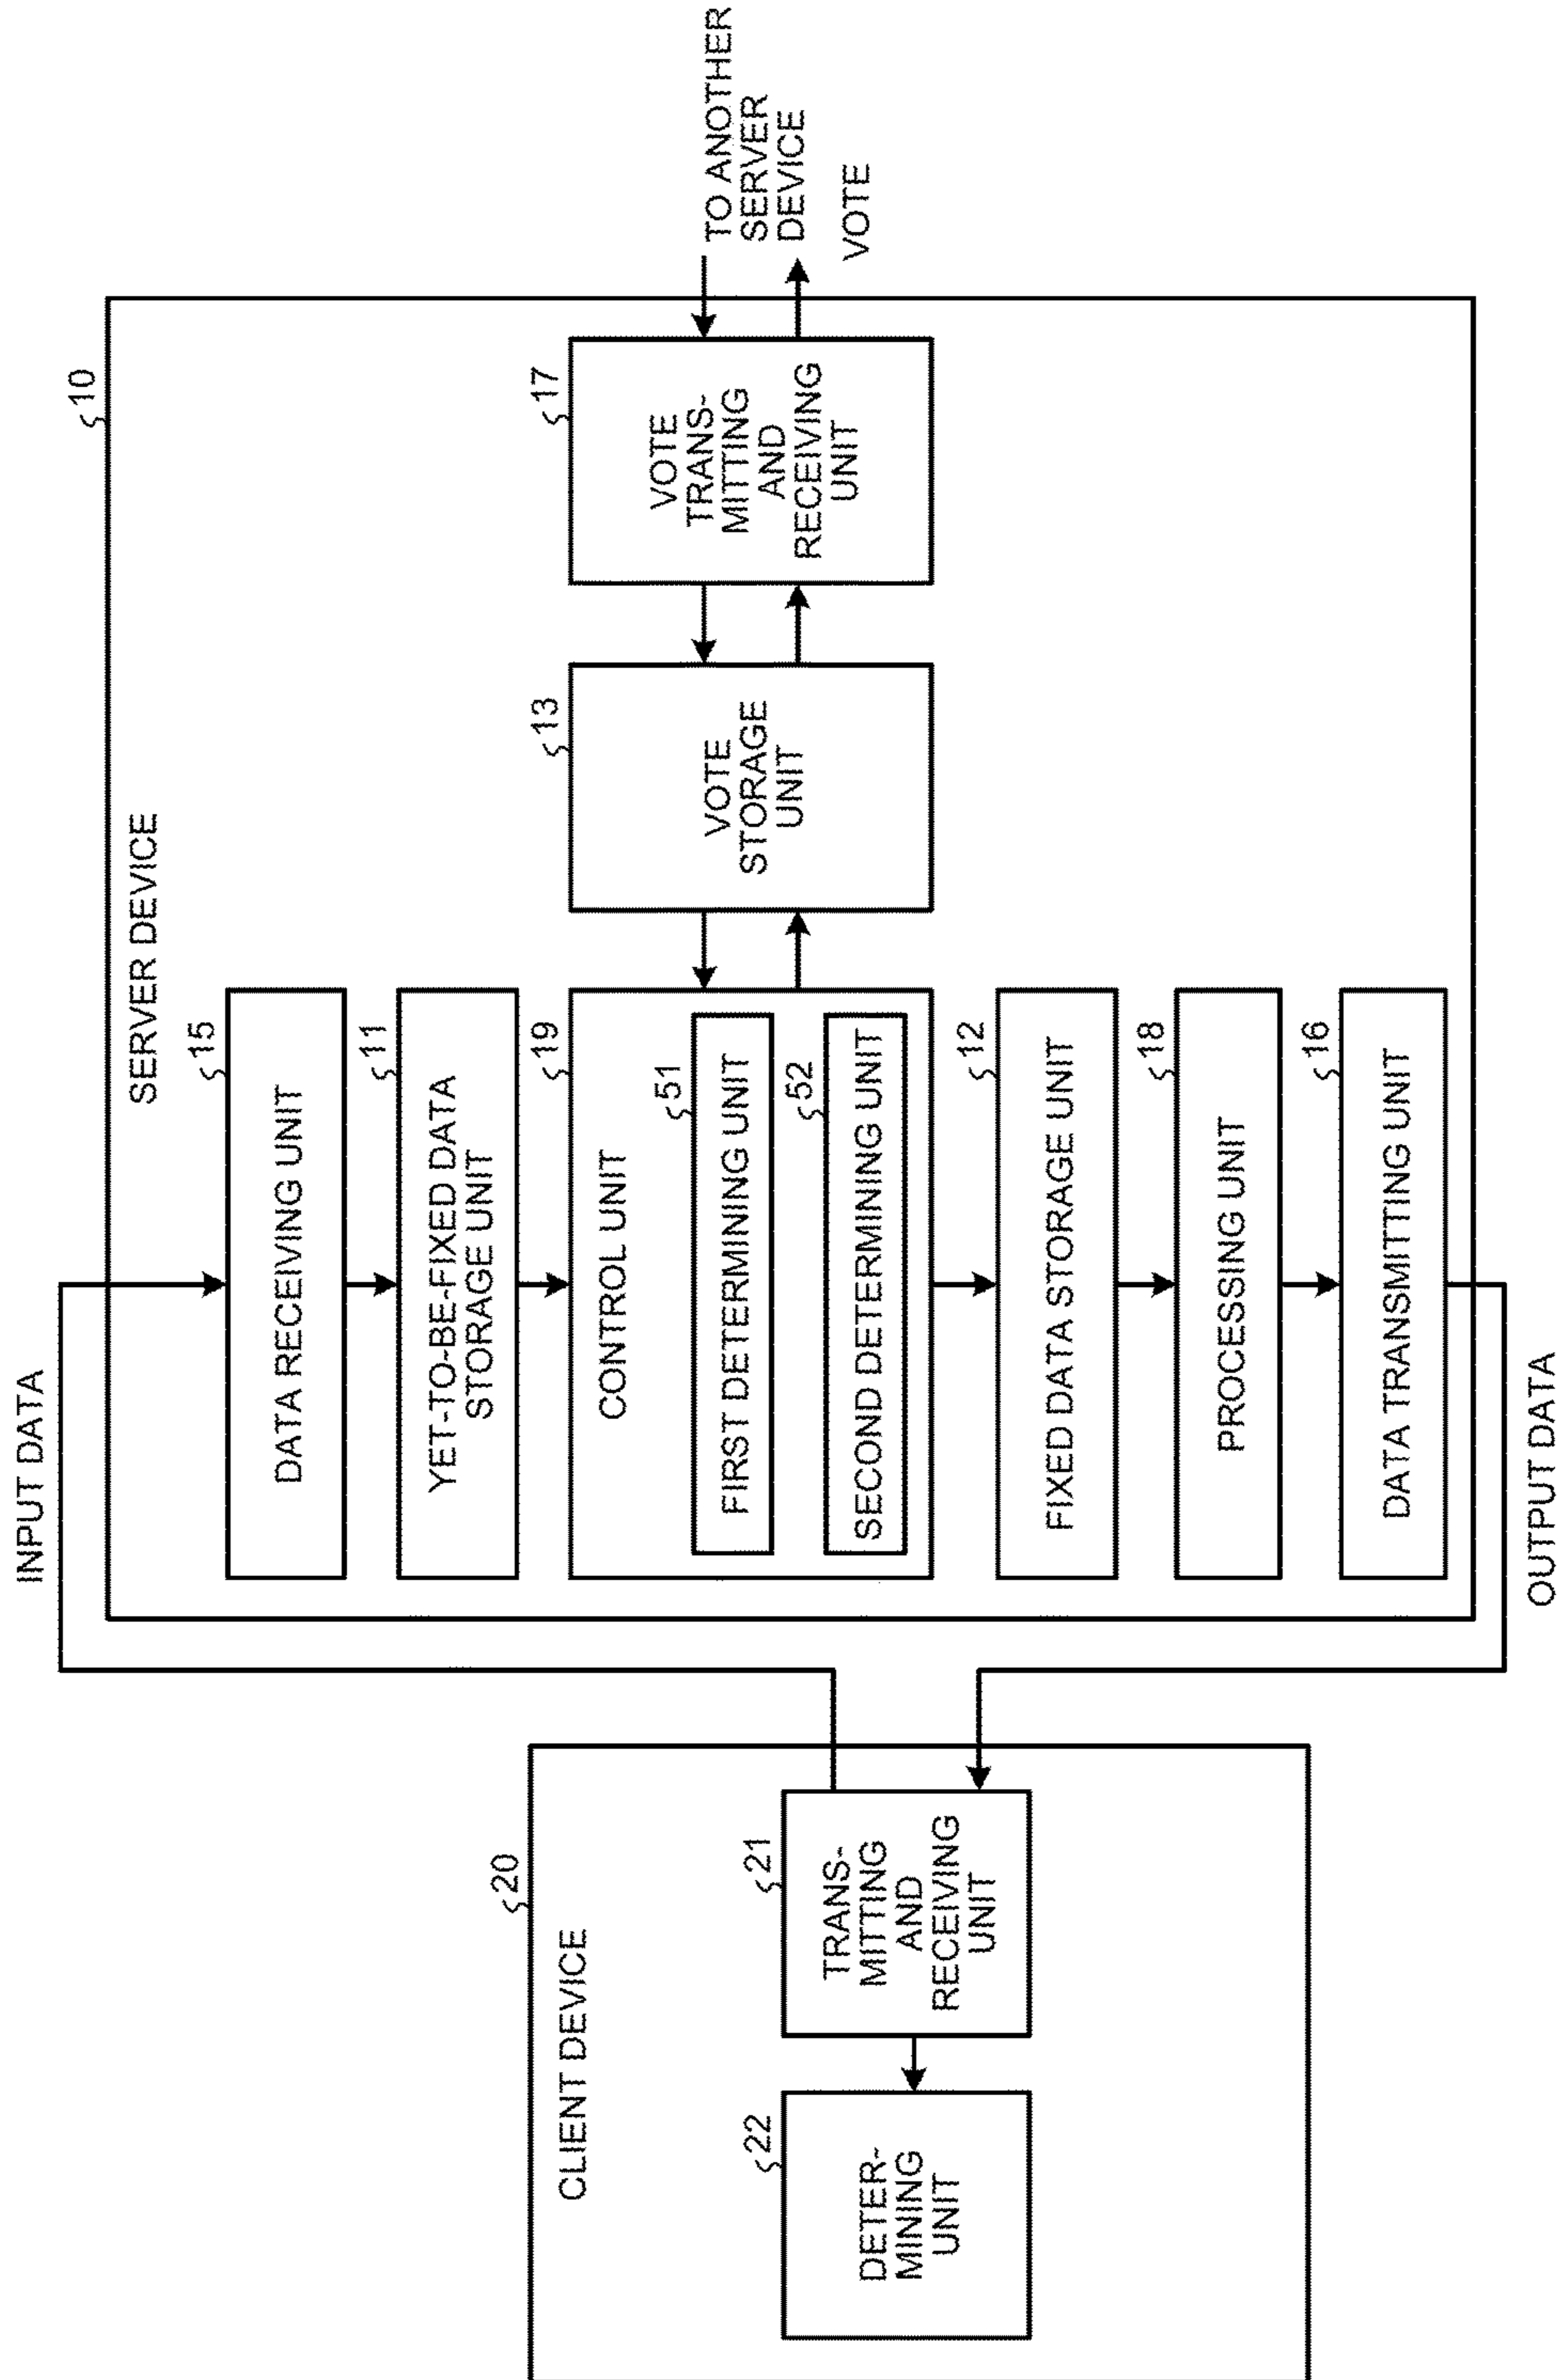 INPUT DATA
20
CLIENT DEVICE
22
DETER-
MINING
UNIT
21
TRANS-
MITTING
AND
RECEIVING
UNIT
10
SERVER DEVICE
15
DATA RECEIVING UNIT
11
YET-TO-BE-FIXED DATA
STORAGE UNIT
19
CONTROL UNIT
51
FIRST DETERMINING UNIT
52
SECOND DETERMINING UNIT
12
FIXED DATA STORAGE UNIT
18
PROCESSING UNIT
16
DATA TRANSMITTING UNIT
13
VOTE
STORAGE
UNIT
17
VOTE
TRANS-
MITTING
AND
RECEIVING
UNIT
TO ANOTHER
SERVER
DEVICE
VOTE
OUTPUT DATA